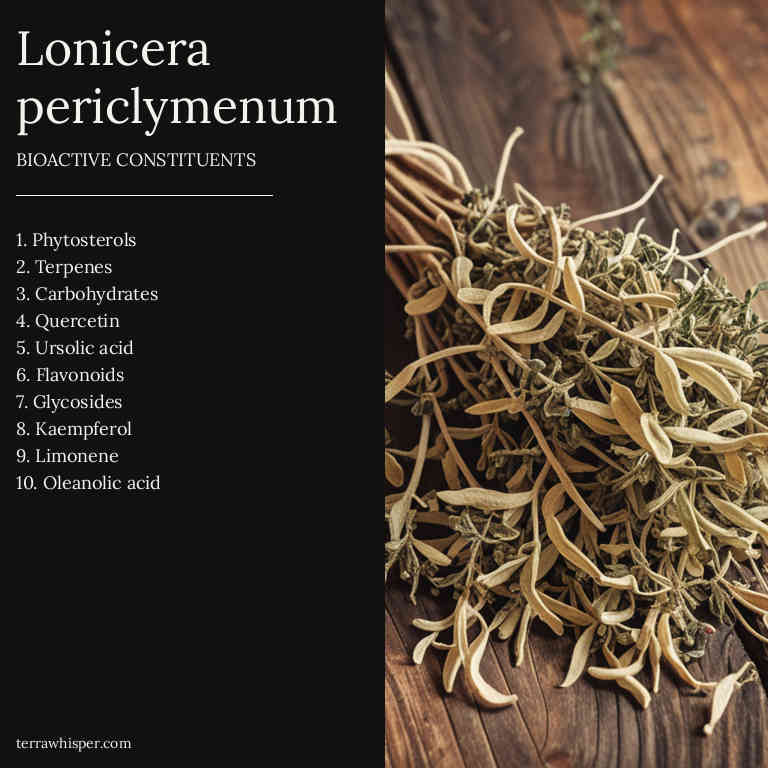 Lonicera
periclymenum
BIOACTIVE CONSTITUENTS
1. Phytosterols
2. Terpenes
3. Carbohydrates
4. Quercetin
5. Ursolic acid
6. Flavonoids
7. Glycosides
8. Kaempferol
9. Limonene
10. Oleanolic acid
terrawhisper.com